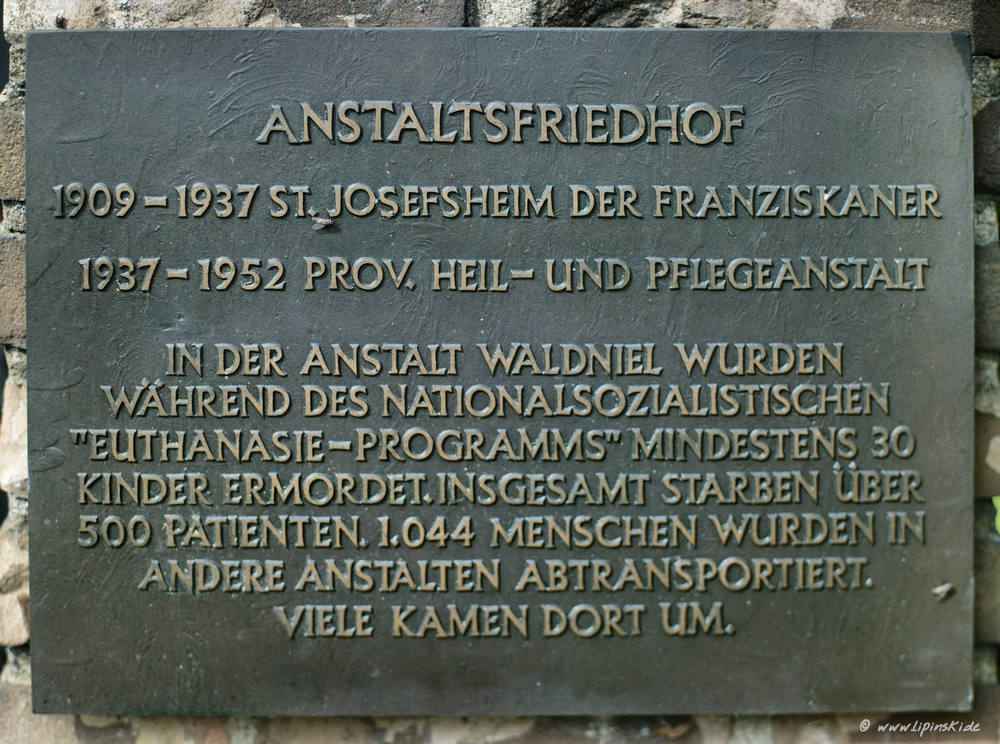 ANSTALTSFRIEDHOF
1909-1937 ST. JOSEFSHEIM DER FRANZISKANER
1937-1952 PROV. HEIL- UND PFLEGEANSTALT
IN DER ANSTALT WALDNIEL WURDEN
WÄHREND DES NATIONALSOZIALISTISCHEN
"EUTHANASIE-PROGRAMMS" MINDESTENS 30
KINDER ERMORDET. INSGESAMT STARBEN ÜBER
500 PATIENTEN. 1.044 MENSCHEN WURDEN IN
ANDERE ANSTALTEN ABTRANSPORTIERT.
VIELE KAMEN DORT UM.
© www.lipinski.de